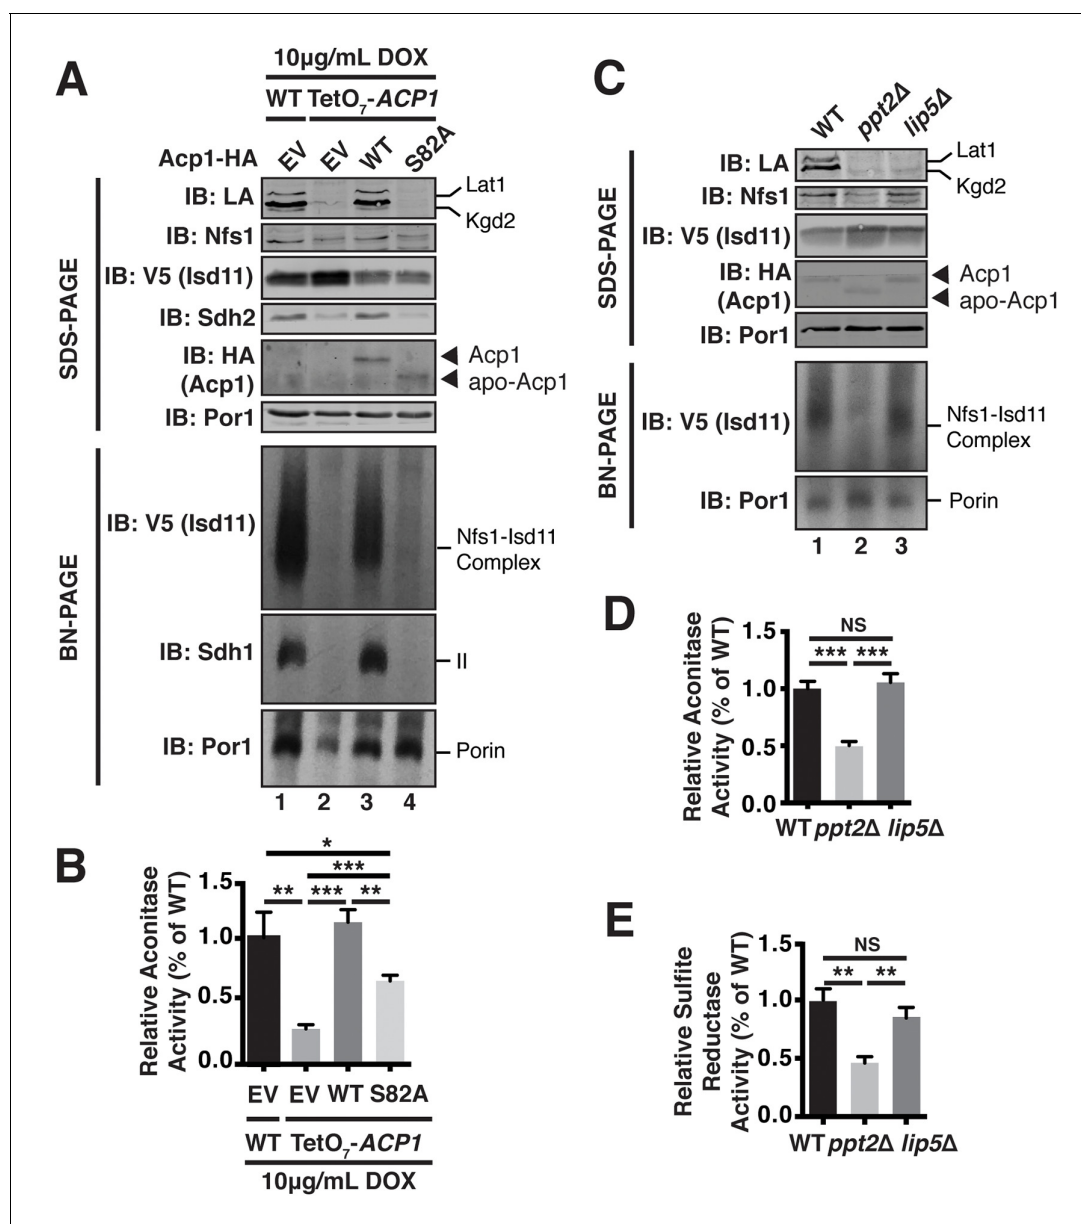 A
10µg/mL DOX
WT TetO7-ACP1
Acp1-HA EV EV WT S82A
SDS-PAGE
IB: LA
Lat1
Kgd2
IB: Nfs1
IB: V5 (Isd11)
IB: Sdh2
IB: HA
(Acp1)
Acp1
apo-Acp1
IB: Por1
BN-PAGE
IB: V5 (Isd11)
Nfs1-Isd11
Complex
IB: Sdh1
II
IB: Por1
Porin
1 2 3 4
B
Relative Aconitase
Activity (% of WT)
1.5
1.0
0.5
0.0
*
***
** *** **
EV EV WT S82A
WT TetO7-ACP1
10µg/mL DOX
C
WT ppt2Δ lip5Δ
SDS-PAGE
IB: LA
Lat1
Kgd2
IB: Nfs1
IB: V5 (Isd11)
IB: HA
(Acp1)
Acp1
apo-Acp1
IB: Por1
BN-PAGE
IB: V5 (Isd11)
Nfs1-Isd11
Complex
IB: Por1
Porin
1 2 3
D
Relative Aconitase
Activity (% of WT)
1.5
1.0
0.5
0.0
NS
*** ***
WT ppt2Δ lip5Δ
E
Relative Sulfite
Reductase
Activity (% of WT)
1.5
1.0
0.5
0.0
NS
** **
WT ppt2Δ lip5Δ